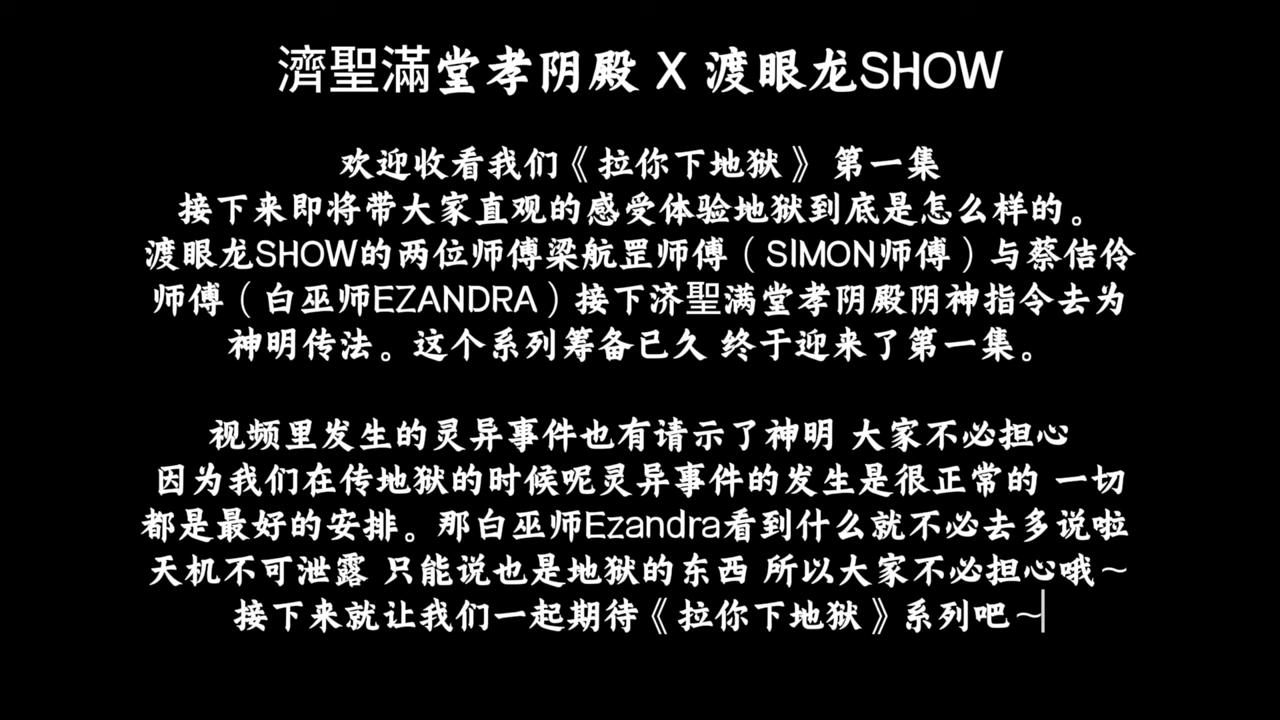 濟聖滿堂孝阴殿 X 渡眼龙SHOW
欢迎收看我们《拉你下地狱》 第一集
接下来即将带大家直观的感受体验地狱到底是怎么样的。
渡眼龙SHOW的两位师傅梁航罡师傅（SIMON师傅）与蔡佶伶
师傅（白巫师EZANDRA）接下济聖满堂孝阴殿阴神指令去为
神明传法。这个系列筹备已久 终于迎来了第一集。
视频里发生的灵异事件也有请示了神明 大家不必担心
因为我们在传地狱的时候呢灵异事件的发生是很正常的 一切
都是最好的安排。那白巫师Ezandra看到什么就不必去多说啦
天机不可泄露 只能说也是地狱的东西 所以大家不必担心哦~
接下来就让我们一起期待《拉你下地狱》系列吧~